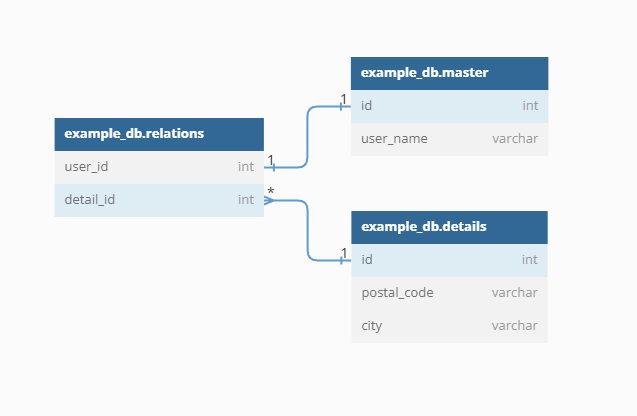 example_db.master
1 id int
user_name varchar
example_db.relations
user_id int 1
detail_id int *
example_db.details
1 id int
postal_code varchar
city varchar